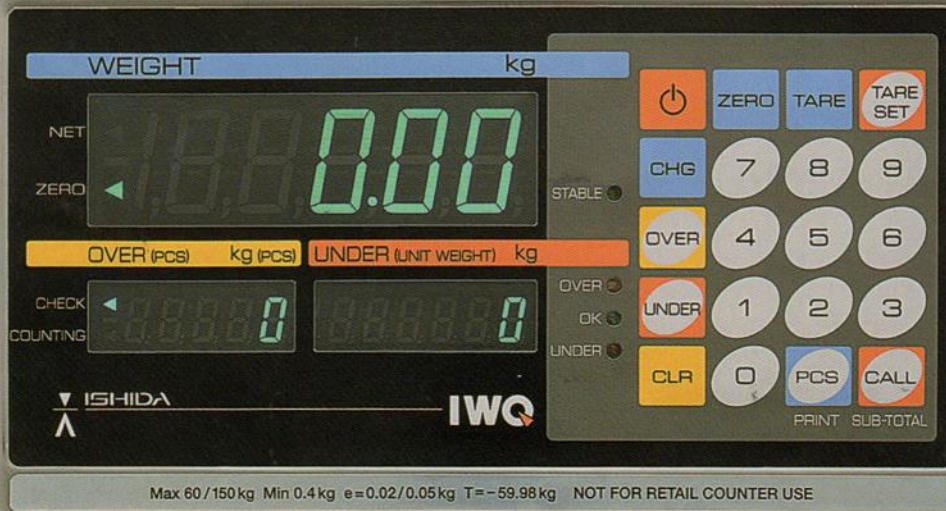 WEIGHT kg
NET
ZERO
0.00
OVER (PCS) kg (PCS) UNDER (UNIT WEIGHT) kg
CHECK
COUNTING
0 0
ISHIDA
IWQ
STABLE
OVER
OK
UNDER
ZERO TARE TARE SET
CHG 7 8 9
OVER 4 5 6
UNDER 1 2 3
CLR 0 PCS CALL
PRINT SUB-TOTAL
Max 60/150kg Min 0.4kg e=0.02/0.05kg T=-59.98kg NOT FOR RETAIL COUNTER USE